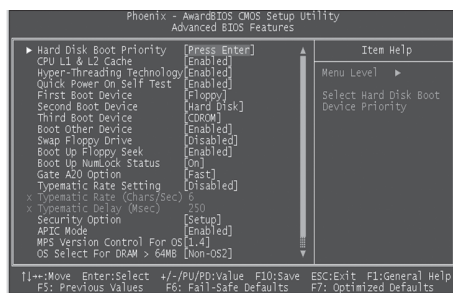 Phoenix - AwardBIOS CMOS Setup Utility
Advanced BIOS Features
▶ Hard Disk Boot Priority [Press Enter]
CPU L1 & L2 Cache [Enabled]
Hyper-Threading Technology[Enabled]
Quick Power On Self Test [Enabled]
First Boot Device [Floppy]
Second Boot Device [Hard Disk]
Third Boot Device [CDROM]
Boot Other Device [Enabled]
Swap Floppy Drive [Disabled]
Boot Up Floppy Seek [Enabled]
Boot Up NumLock Status [On]
Gate A20 Option [Fast]
Typematic Rate Setting [Disabled]
x Typematic Rate (Chars/Sec) 6
x Typematic Delay (Msec) 250
Security Option [Setup]
APIC Mode [Enabled]
MPS Version Control For OS[1.4]
OS Select For DRAM > 64MB [Non-OS2]
Item Help
Menu Level ▶
Select Hard Disk Boot
Device Priority
↑↓→←:Move Enter:Select +/-/PU/PD:Value F10:Save ESC:Exit F1:General Help
F5: Previous Values F6: Fail-Safe Defaults F7: Optimized Defaults